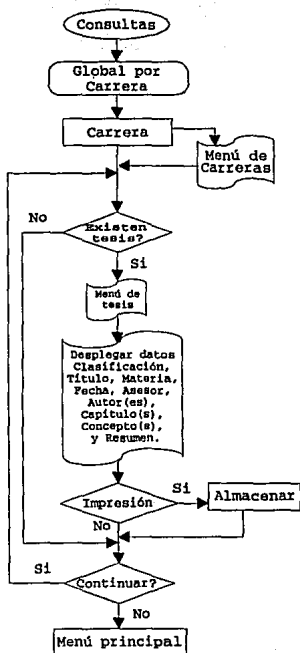 Consultas
Global por
Carrera
Carrera
Menú de
Carreras
No
Existen
tesis?
Si
Menú de
tesis
Desplegar datos
Clasificación,
Título, Materia,
Fecha, Asesor,
Autor(es),
Capítulo(s),
Concepto(s),
y Resumen.
Impresión
Si
Almacenar
No
Si
Continuar?
No
Menú principal